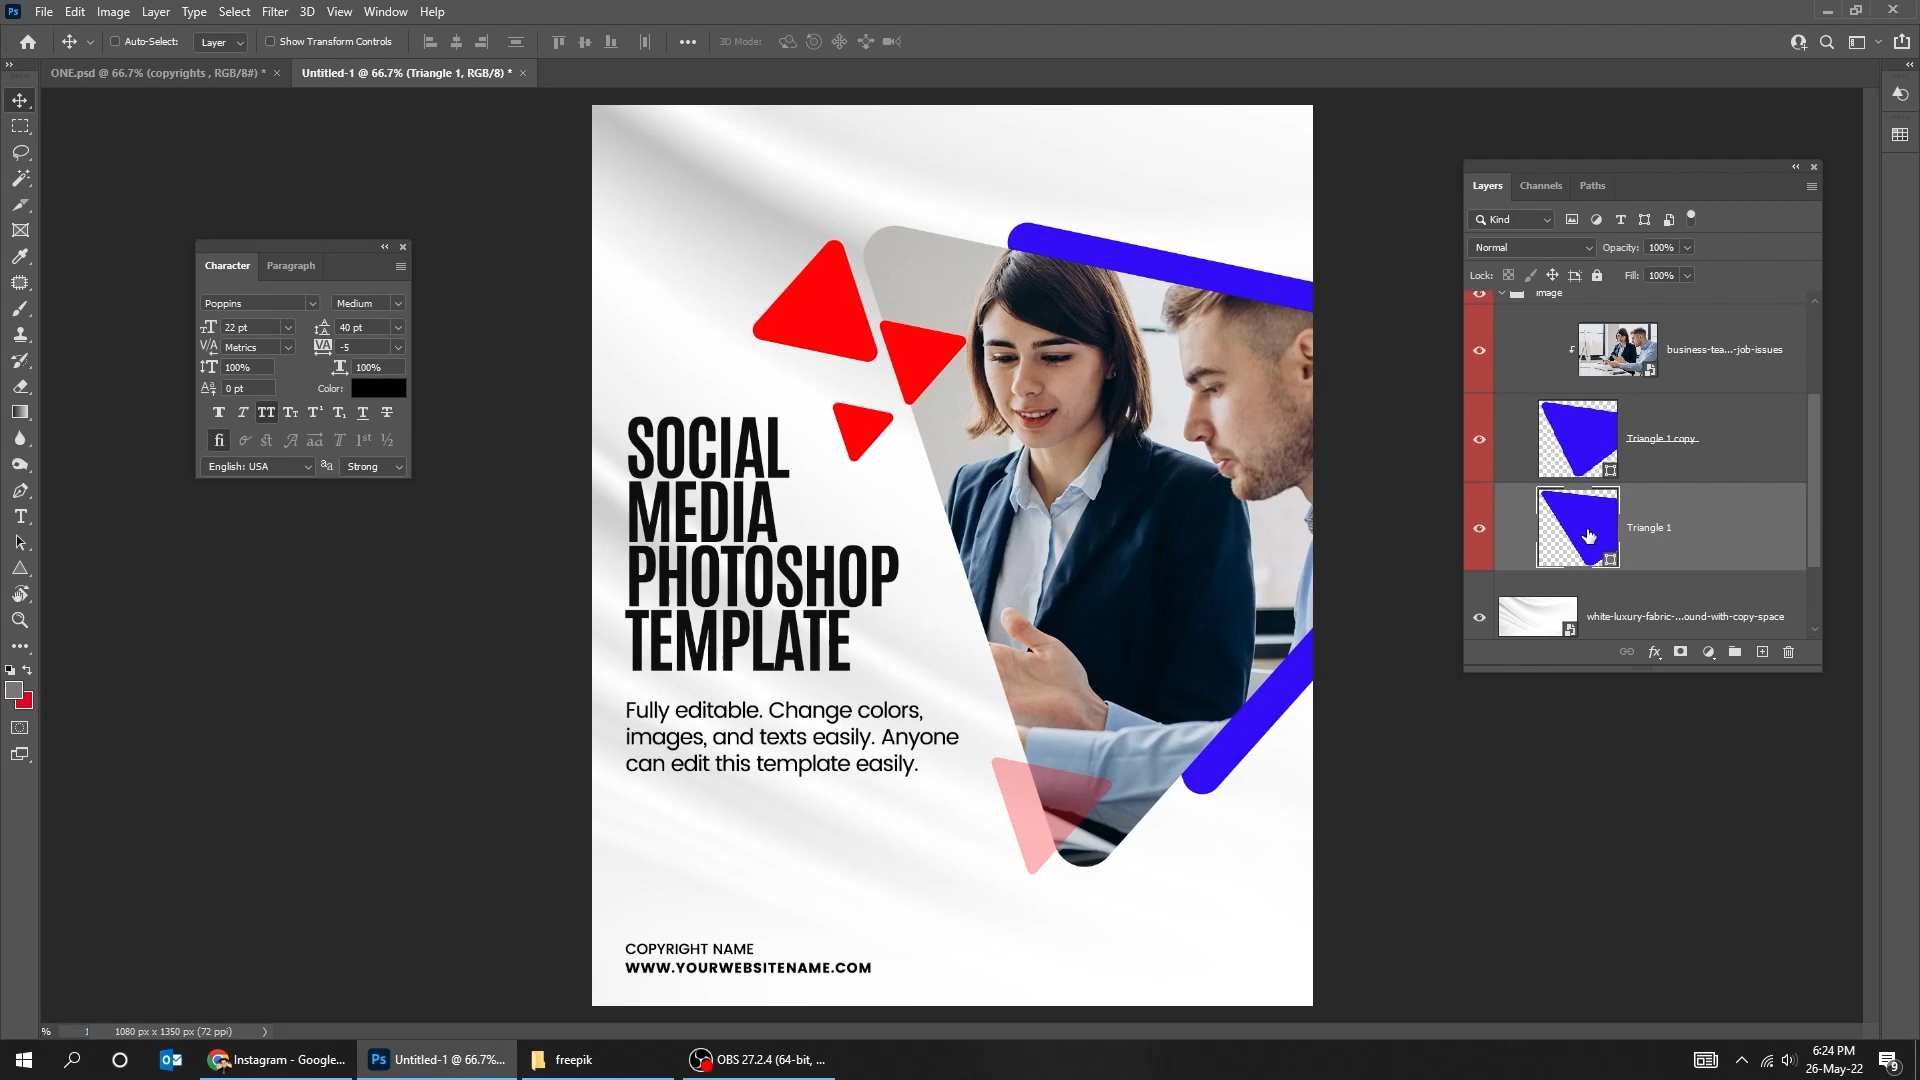 Ps File Edit Image Layer Type Select Filter 3D View Window Help
Auto-Select: Layer Show Transform Controls 3D Mode:
ONE.psd @ 66.7% (copyrights , RGB/8#) * × Untitled-1 @ 66.7% (Triangle 1, RGB/8) * ×
Character Paragraph
Poppins Medium
22 pt 40 pt
Metrics -5
100% 100%
0 pt Color:
English: USA aa Strong
SOCIAL
MEDIA
PHOTOSHOP
TEMPLATE
Fully editable. Change colors,
images, and texts easily. Anyone
can edit this template easily.
COPYRIGHT NAME
WWW.YOURWEBSITENAME.COM
Layers Channels Paths
Kind
Normal Opacity: 100%
Lock: Fill: 100%
image
business-tea...-job-issues
Triangle 1 copy
Triangle 1
white-luxury-fabric-...ound-with-copy-space
% 1 1080 px x 1350 px (72 ppi)
Instagram - Google... Ps Untitled-1 @ 66.7%... freepik OBS 27.2.4 (64-bit, ...
6:24 PM
26-May-22
9